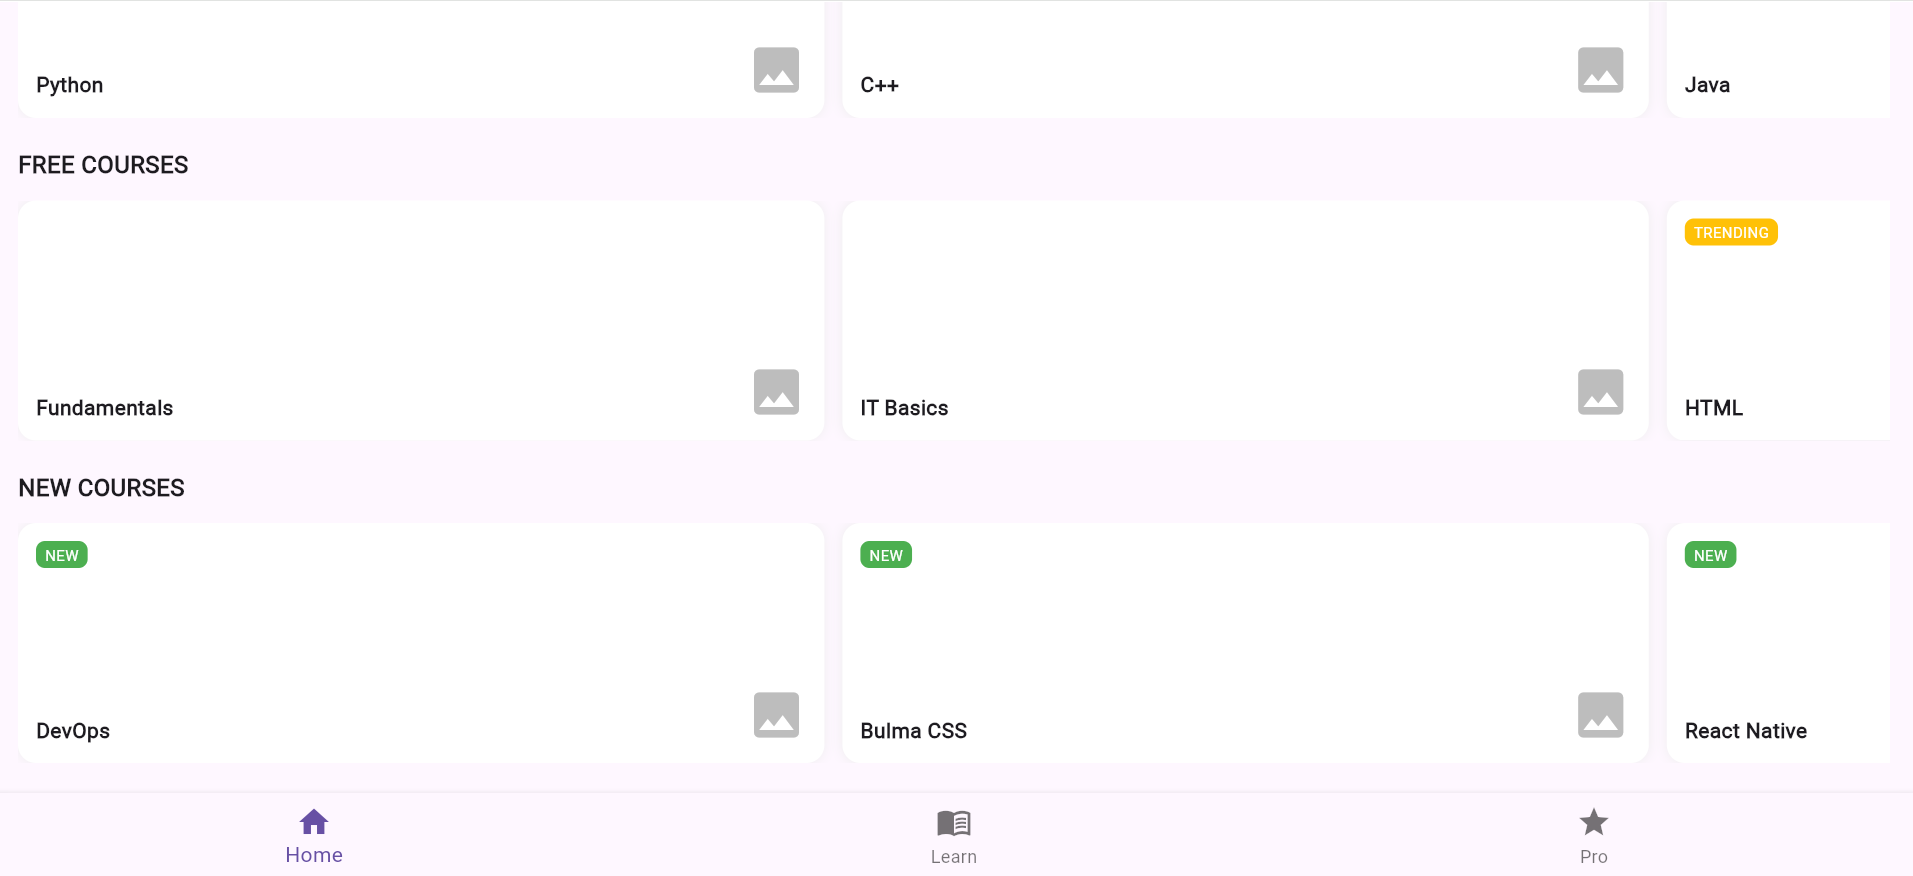 Python
C++
Java
FREE COURSES
TRENDING
Fundamentals
IT Basics
HTML
NEW COURSES
NEW
NEW
NEW
DevOps
Bulma CSS
React Native
Home
Learn
Pro